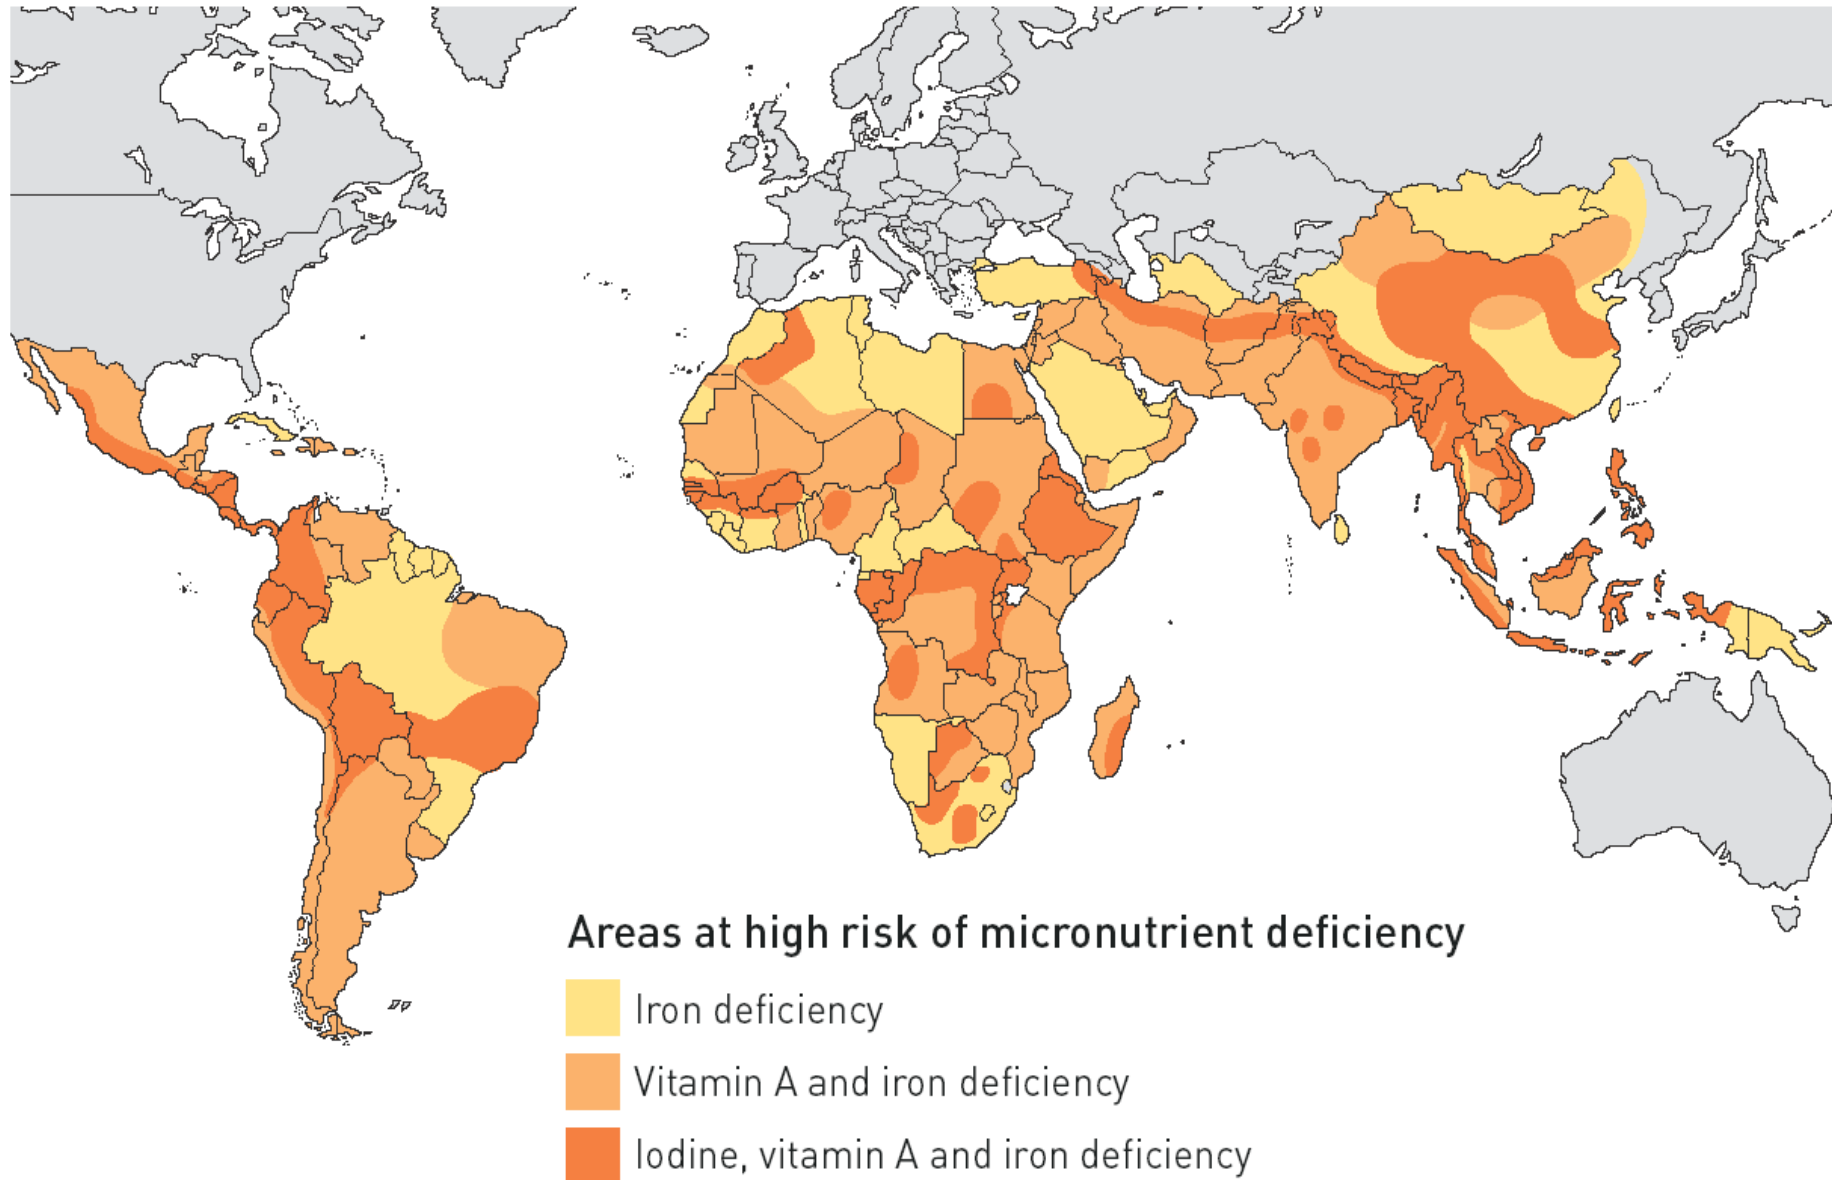 Areas at high risk of micronutrient deficiency
Iron deficiency
Vitamin A and iron deficiency
Iodine, vitamin A and iron deficiency